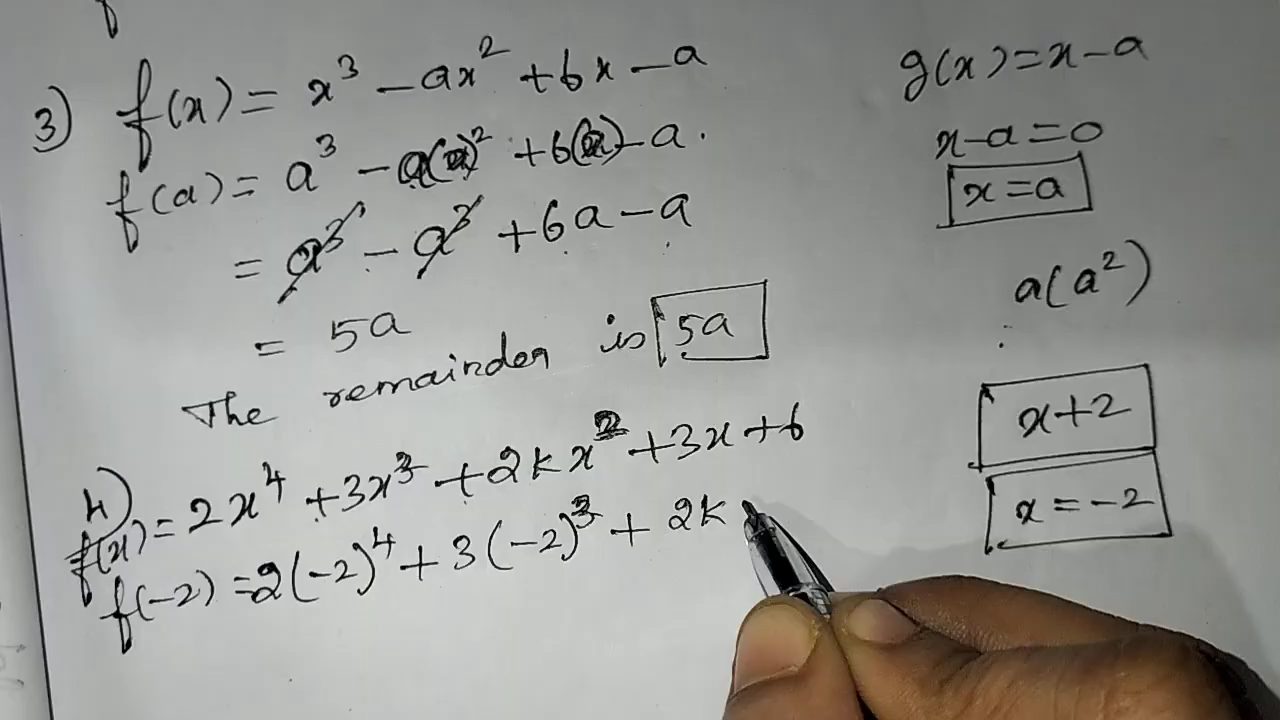 3) f(x) = x³ - ax² + 6x - a
f(a) = a³ - a(a)² + 6(a) - a.
= a³ - a³ + 6a - a
= 5a
The remainder is 5a
g(x) = x - a
x - a = 0
x = a
a(a²)
4)
f(x) = 2x⁴ + 3x³ + 2kx² + 3x + 6
f(-2) = 2(-2)⁴ + 3(-2)³ + 2k
x + 2
x = -2